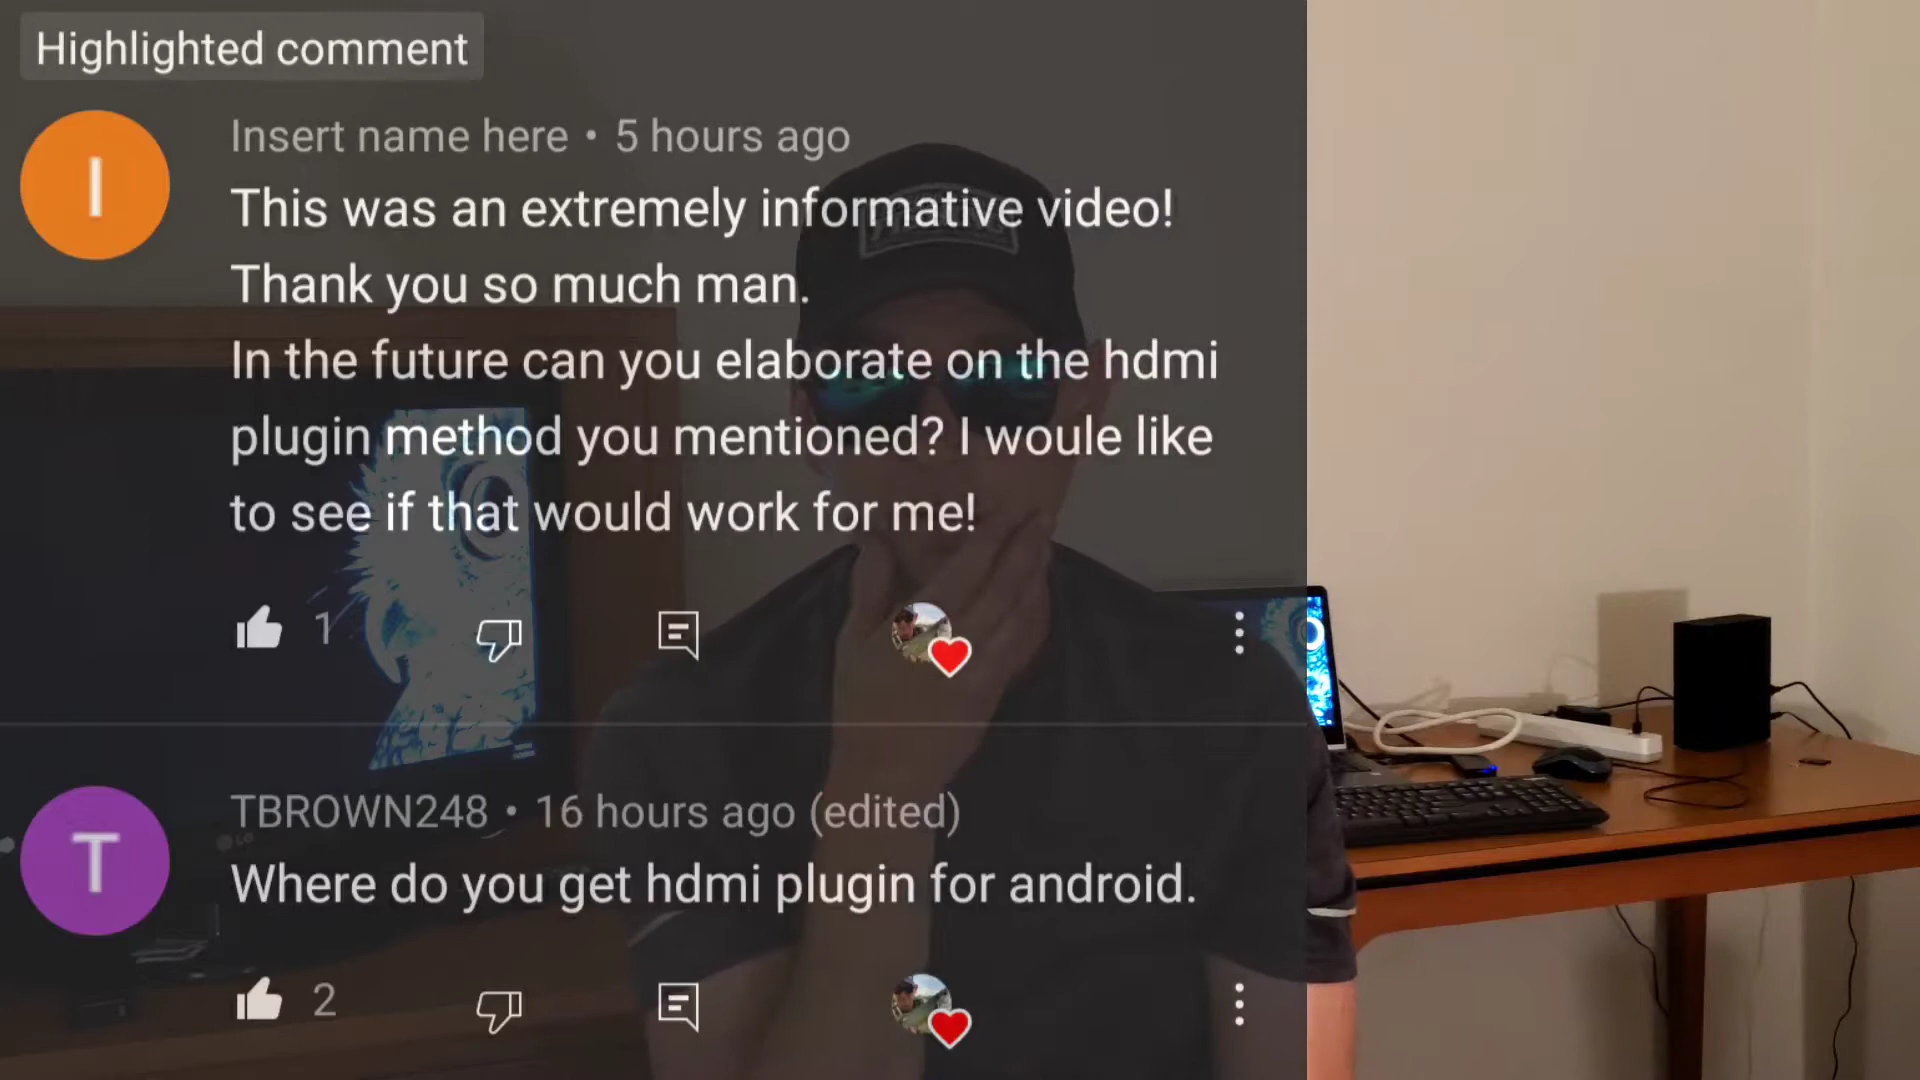 Highlighted comment
I
Insert name here • 5 hours ago
This was an extremely informative video!
Thank you so much man.
In the future can you elaborate on the hdmi
plugin method you mentioned? I woule like
to see if that would work for me!
1
T
TBROWN248 • 16 hours ago (edited)
Where do you get hdmi plugin for android.
2
LG